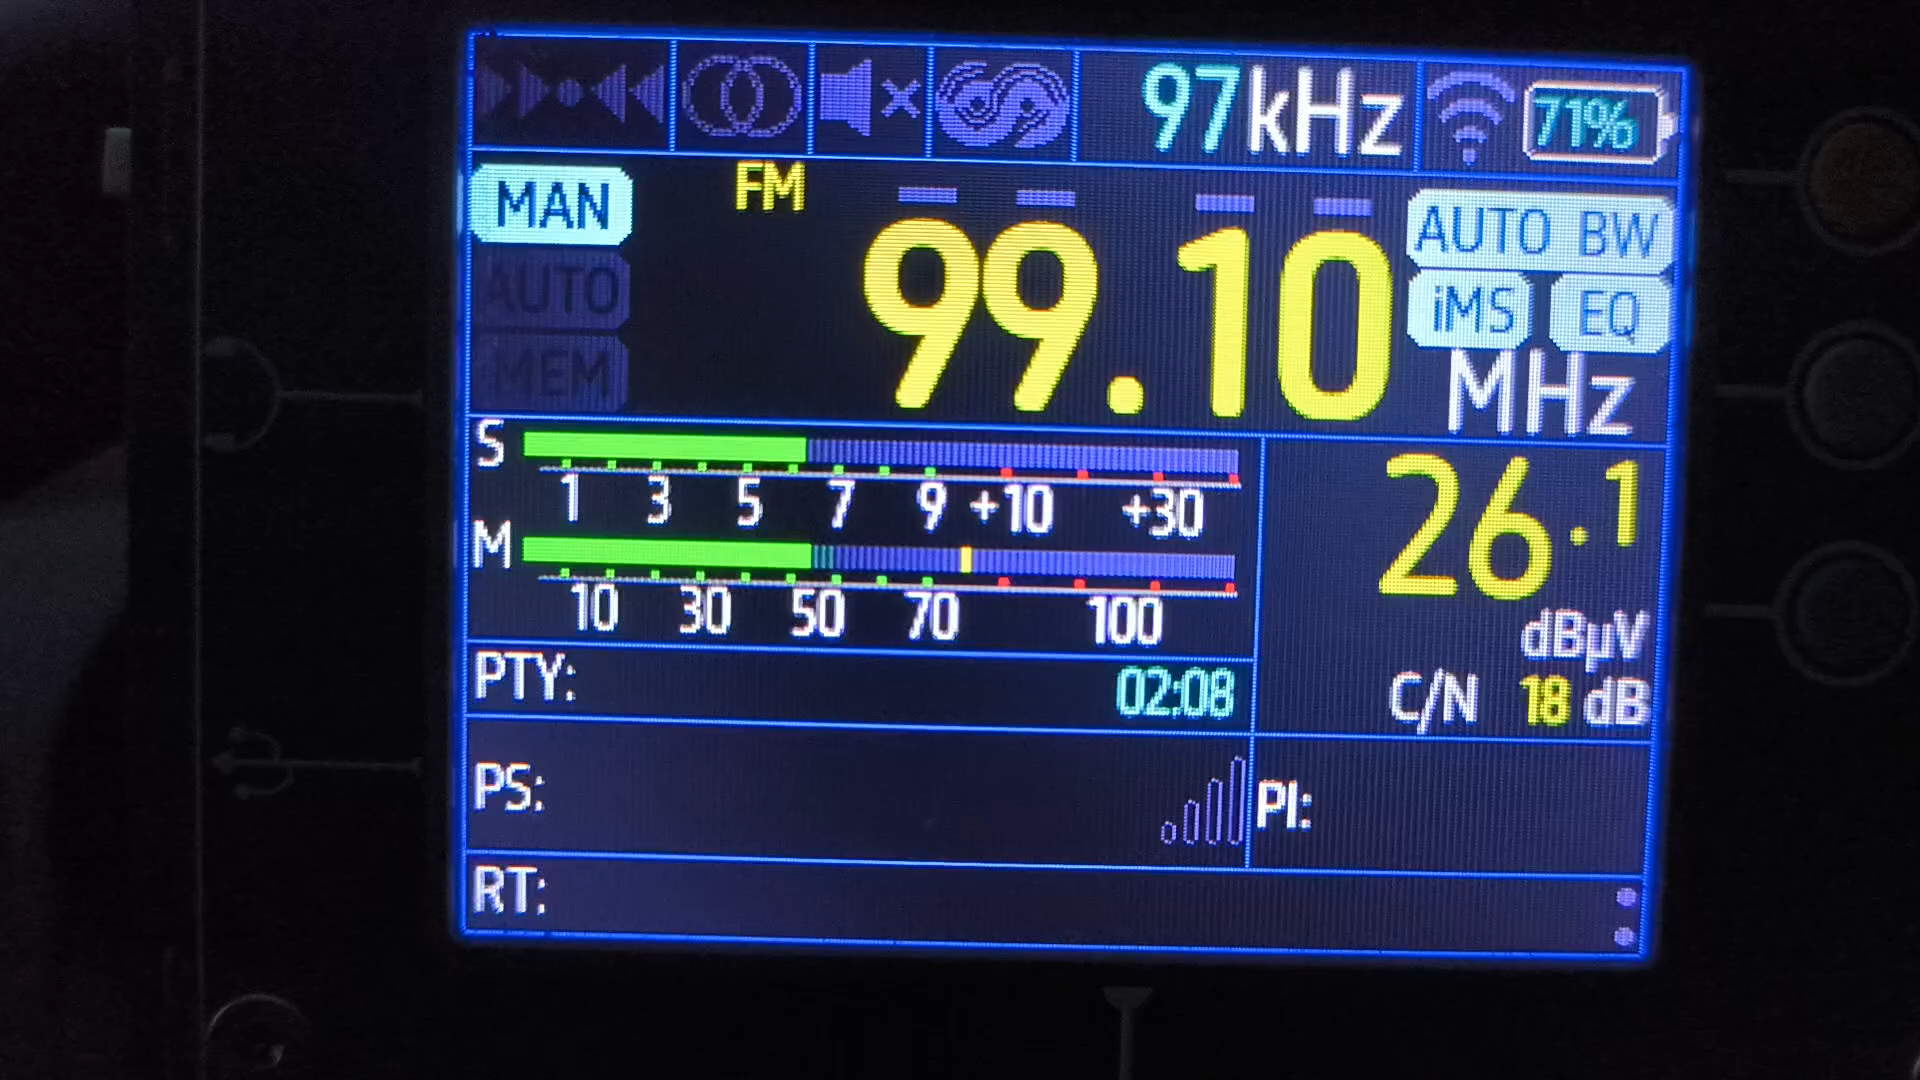 97kHz 71%
MAN FM AUTO BW
99.10 MHz
AUTO iMS EQ
MEM
S
1 3 5 7 9 +10 +30
26.1
M
10 30 50 70 100
dBµV
PTY: 02:08 C/N 18 dB
PS: PI:
RT: